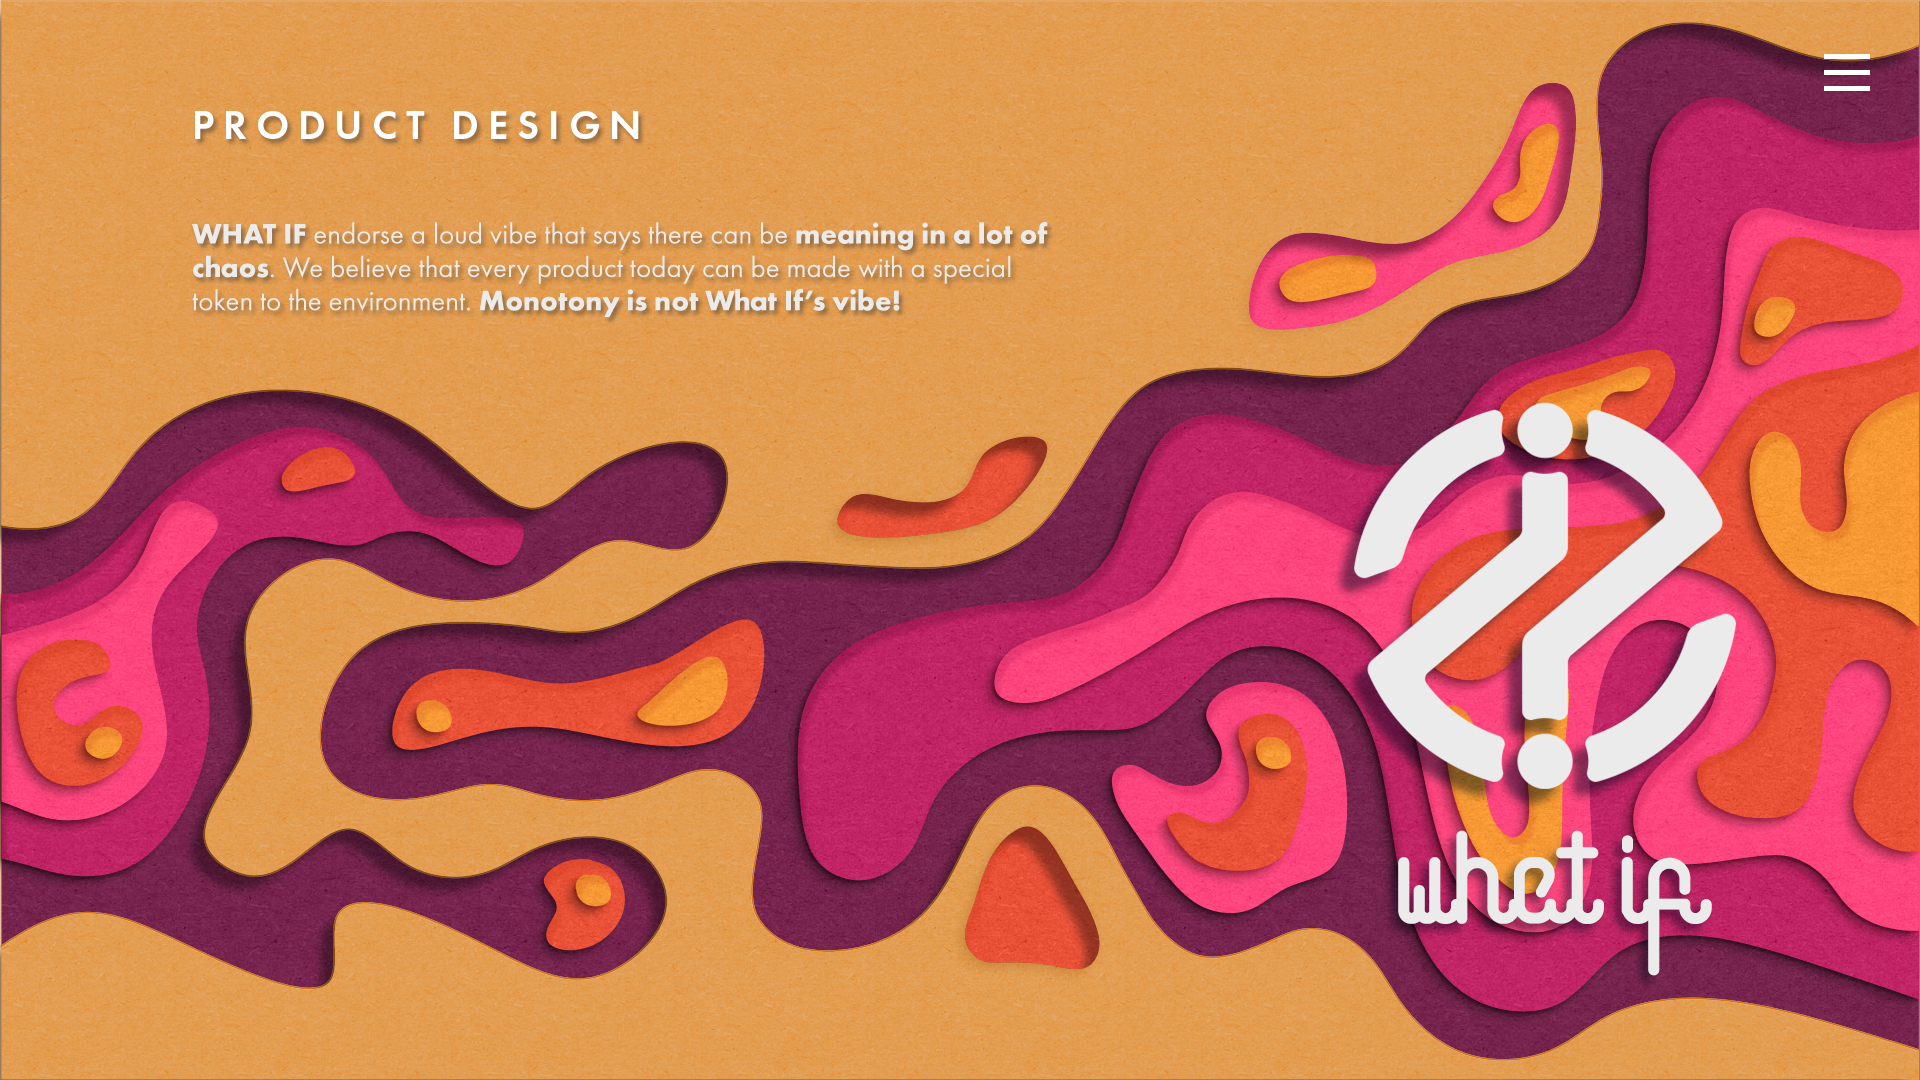 PRODUCT DESIGN
WHAT IF endorse a loud vibe that says there can be meaning in a lot of
chaos. We believe that every product today can be made with a special
token to the environment. Monotony is not What If’s vibe!
what if